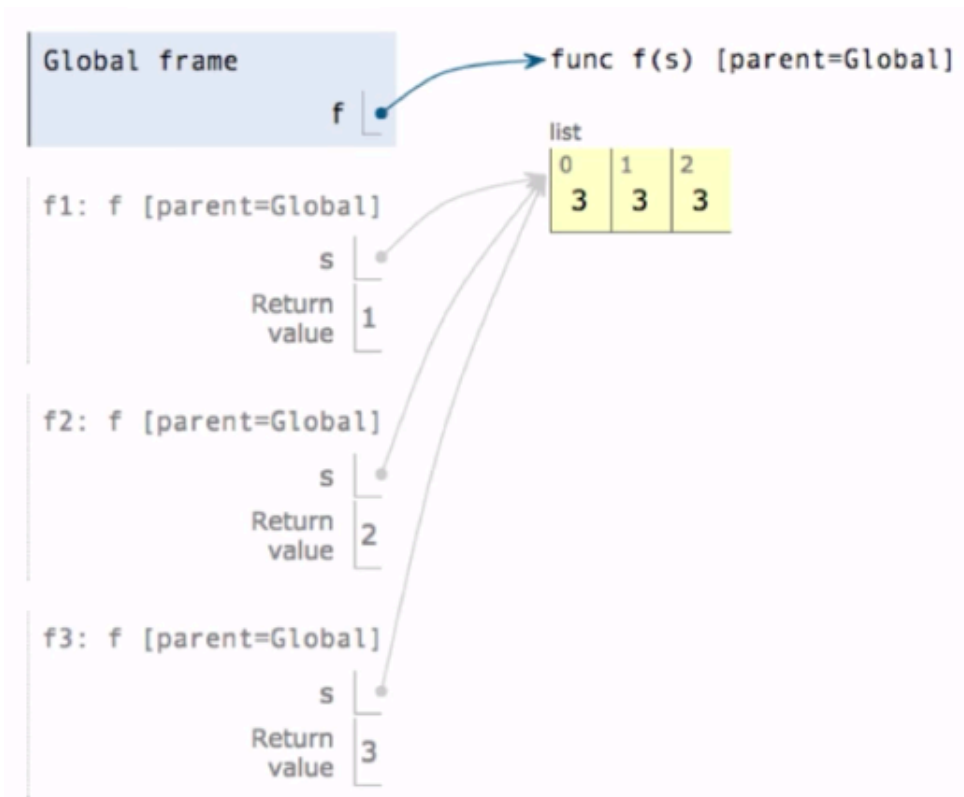 Global frame
func f(s) [parent=Global]
f
list
0 1 2
3 3 3
f1: f [parent=Global]
s
Return
value 1
f2: f [parent=Global]
s
Return
value 2
f3: f [parent=Global]
s
Return
value 3